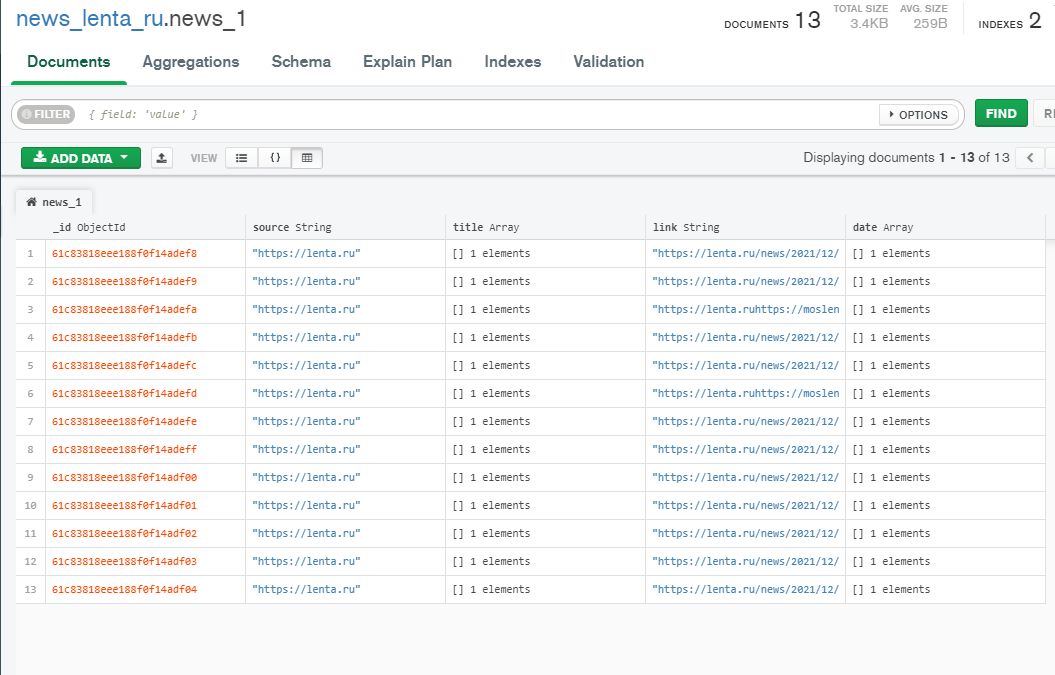 news_lenta_ru.news_1
DOCUMENTS 13 TOTAL SIZE 3.4KB AVG. SIZE 259B INDEXES 2
Documents Aggregations Schema Explain Plan Indexes Validation
FILTER { field: 'value' } OPTIONS FIND
ADD DATA VIEW {} Displaying documents 1 - 13 of 13
news_1
_id ObjectId source String title Array link String date Array
1 61c83818eee188f0f14adef8 "https://lenta.ru" [] 1 elements "https://lenta.ru/news/2021/12/ [] 1 elements
2 61c83818eee188f0f14adef9 "https://lenta.ru" [] 1 elements "https://lenta.ru/news/2021/12/ [] 1 elements
3 61c83818eee188f0f14adefa "https://lenta.ru" [] 1 elements "https://lenta.ruhttps://moslen [] 1 elements
4 61c83818eee188f0f14adefb "https://lenta.ru" [] 1 elements "https://lenta.ru/news/2021/12/ [] 1 elements
5 61c83818eee188f0f14adefc "https://lenta.ru" [] 1 elements "https://lenta.ru/news/2021/12/ [] 1 elements
6 61c83818eee188f0f14adefd "https://lenta.ru" [] 1 elements "https://lenta.ruhttps://moslen [] 1 elements
7 61c83818eee188f0f14adefe "https://lenta.ru" [] 1 elements "https://lenta.ru/news/2021/12/ [] 1 elements
8 61c83818eee188f0f14adeff "https://lenta.ru" [] 1 elements "https://lenta.ru/news/2021/12/ [] 1 elements
9 61c83818eee188f0f14adf00 "https://lenta.ru" [] 1 elements "https://lenta.ru/news/2021/12/ [] 1 elements
10 61c83818eee188f0f14adf01 "https://lenta.ru" [] 1 elements "https://lenta.ru/news/2021/12/ [] 1 elements
11 61c83818eee188f0f14adf02 "https://lenta.ru" [] 1 elements "https://lenta.ru/news/2021/12/ [] 1 elements
12 61c83818eee188f0f14adf03 "https://lenta.ru" [] 1 elements "https://lenta.ru/news/2021/12/ [] 1 elements
13 61c83818eee188f0f14adf04 "https://lenta.ru" [] 1 elements "https://lenta.ru/news/2021/12/ [] 1 elements